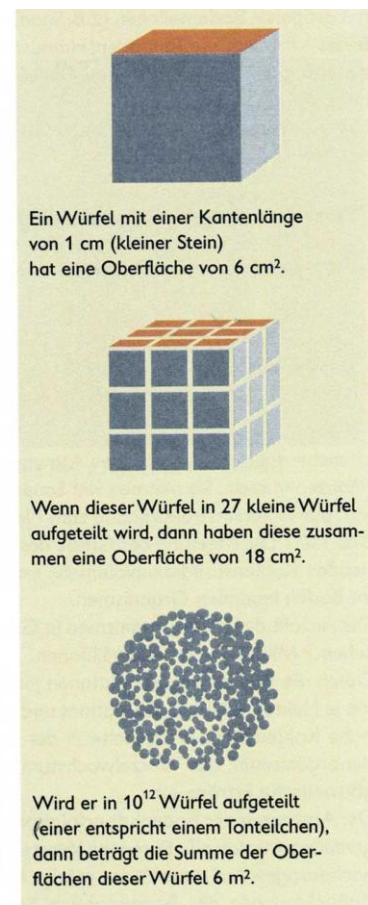 Ein Würfel mit einer Kantenlänge
von 1 cm (kleiner Stein)
hat eine Oberfläche von 6 cm².
Wenn dieser Würfel in 27 kleine Würfel
aufgeteilt wird, dann haben diese zusam-
men eine Oberfläche von 18 cm².
Wird er in 10¹² Würfel aufgeteilt
(einer entspricht einem Tonteilchen),
dann beträgt die Summe der Ober-
flächen dieser Würfel 6 m².